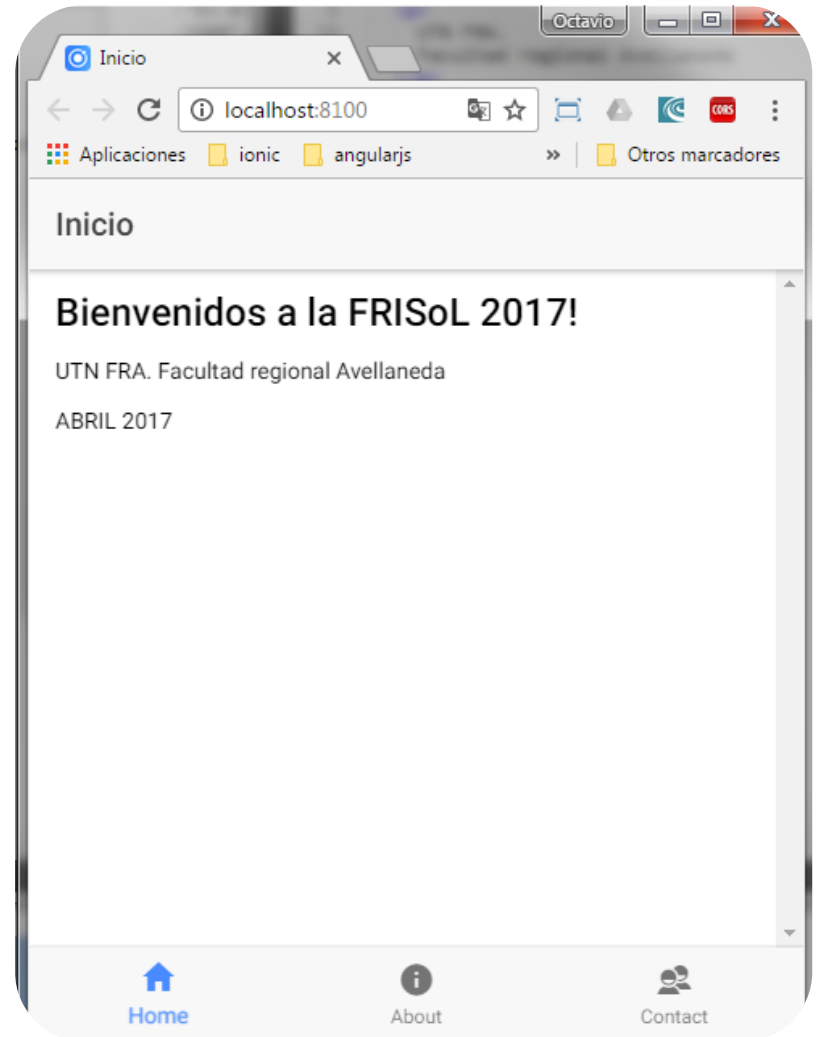 Octavio
Inicio
localhost:8100
CORS
Aplicaciones ionic angularjs » Otros marcadores
Inicio
Bienvenidos a la FRISoL 2017!
UTN FRA. Facultad regional Avellaneda
ABRIL 2017
Home About Contact